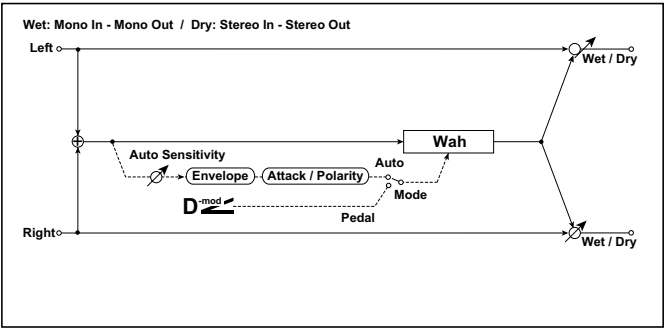 Wet: Mono In - Mono Out / Dry: Stereo In - Stereo Out
Left
Wet / Dry
Wah
Auto Sensitivity
Auto
Envelope
Attack / Polarity
Mode
D-mod
Pedal
Right
Wet / Dry